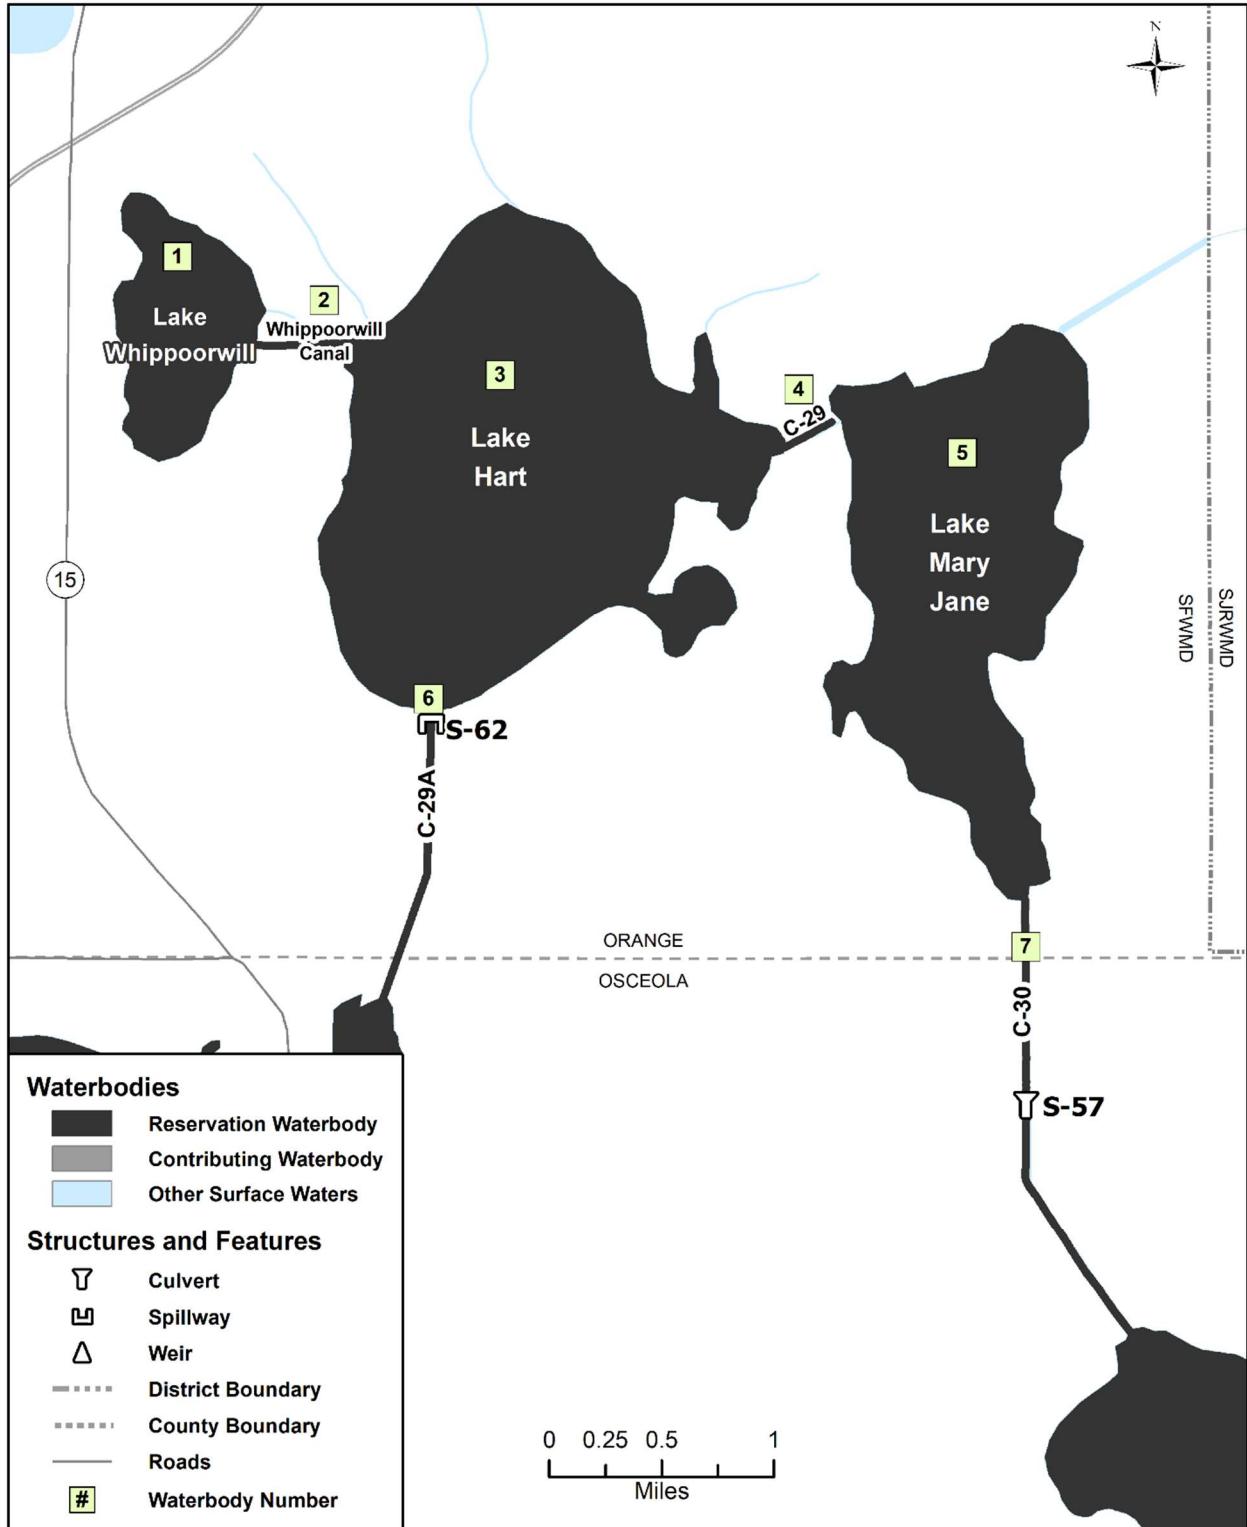 N
1
Lake
Whippoorwill
2
Whippoorwill
Canal
3
Lake
Hart
4
C-29
5
Lake
Mary
Jane
15
SFWMD
SJRWMD
6
S-62
C-29A
ORANGE
OSCEOLA
7
C-30
S-57
Waterbodies
Reservation Waterbody
Contributing Waterbody
Other Surface Waters
Structures and Features
Culvert
Spillway
Weir
District Boundary
County Boundary
Roads
# Waterbody Number
0 0.25 0.5 1
Miles